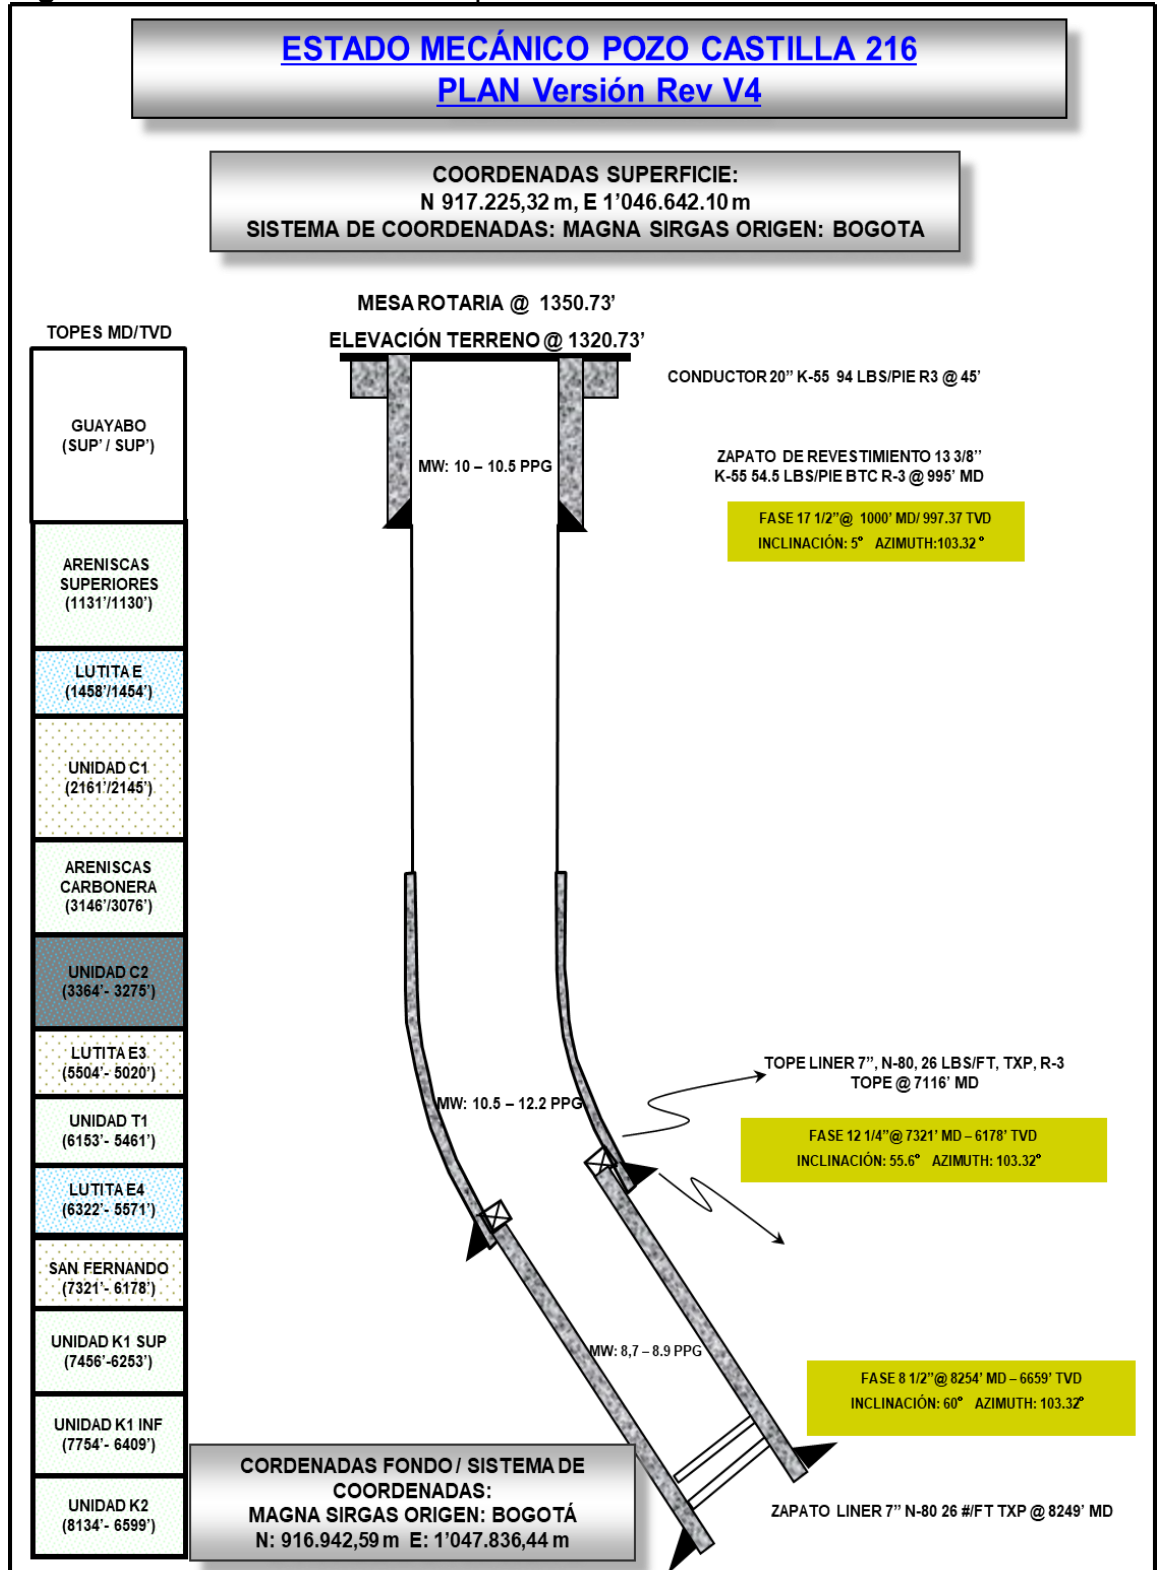 ESTADO MECÁNICO POZO CASTILLA 216
PLAN Versión Rev V4
COORDENADAS SUPERFICIE:
N 917.225,32 m, E 1'046.642.10 m
SISTEMA DE COORDENADAS: MAGNA SIRGAS ORIGEN: BOGOTA
MESA ROTARIA @ 1350.73'
ELEVACIÓN TERRENO @ 1320.73'
TOPES MD/TVD
GUAYABO
(SUP' / SUP')
ARENISCAS
SUPERIORES
(1131'/1130')
LUTITA E
(1458'/1454')
UNIDAD C1
(2161'/2145')
ARENISCAS
CARBONERA
(3146'/3076')
UNIDAD C2
(3364'- 3275')
LUTITA E3
(5504'- 5020')
UNIDAD T1
(6153'- 5461')
LUTITA E4
(6322'- 5571')
SAN FERNANDO
(7321'- 6178')
UNIDAD K1 SUP
(7456'-6253')
UNIDAD K1 INF
(7754'- 6409')
UNIDAD K2
(8134'- 6599')
CONDUCTOR 20" K-55 94 LBS/PIE R3 @ 45'
MW: 10 – 10.5 PPG
ZAPATO DE REVESTIMIENTO 13 3/8"
K-55 54.5 LBS/PIE BTC R-3 @ 995' MD
FASE 17 1/2"@ 1000' MD/ 997.37 TVD
INCLINACIÓN: 5° AZIMUTH:103.32°
TOPE LINER 7", N-80, 26 LBS/FT, TXP, R-3
TOPE @ 7116' MD
MW: 10.5 – 12.2 PPG
FASE 12 1/4"@ 7321' MD – 6178' TVD
INCLINACIÓN: 55.6° AZIMUTH: 103.32°
MW: 8,7 – 8.9 PPG
FASE 8 1/2"@ 8254' MD – 6659' TVD
INCLINACIÓN: 60° AZIMUTH: 103.32°
CORDENADAS FONDO / SISTEMA DE
COORDENADAS:
MAGNA SIRGAS ORIGEN: BOGOTÁ
N: 916.942,59 m E: 1'047.836,44 m
ZAPATO LINER 7" N-80 26 #/FT TXP @ 8249' MD